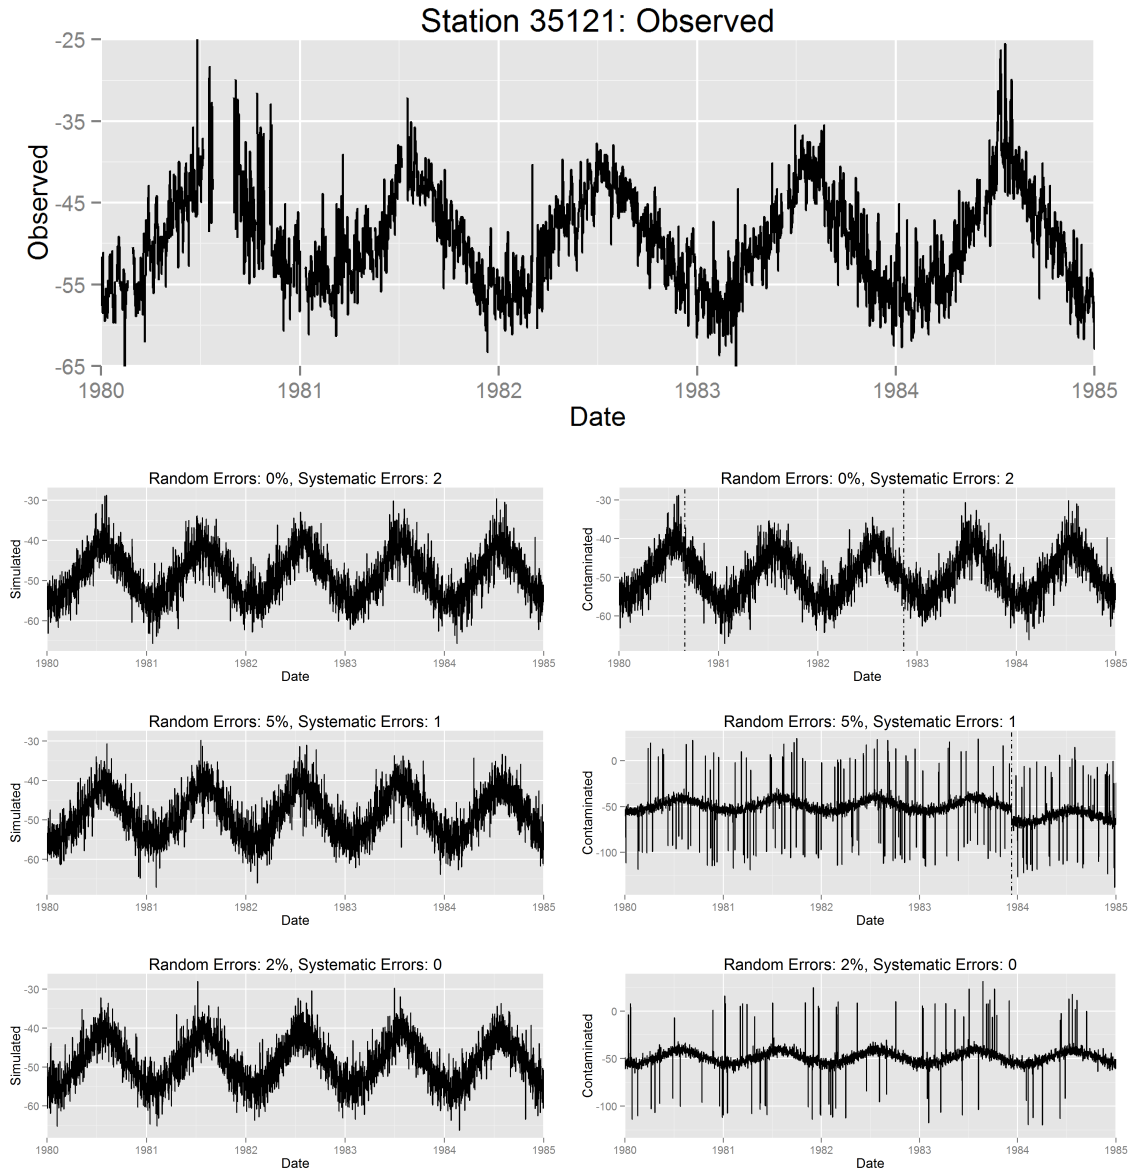 Station 35121: Observed
-25
-35
-45
-55
-65
Observed
1980 1981 1982 1983 1984 1985
Date
Random Errors: 0%, Systematic Errors: 2
-30
-40
-50
-60
Simulated
1980 1981 1982 1983 1984 1985
Date
Random Errors: 0%, Systematic Errors: 2
-30
-40
-50
-60
Contaminated
1980 1981 1982 1983 1984 1985
Date
Random Errors: 5%, Systematic Errors: 1
-30
-40
-50
-60
Simulated
1980 1981 1982 1983 1984 1985
Date
Random Errors: 5%, Systematic Errors: 1
0
-50
-100
Contaminated
1980 1981 1982 1983 1984 1985
Date
Random Errors: 2%, Systematic Errors: 0
-30
-40
-50
-60
Simulated
1980 1981 1982 1983 1984 1985
Date
Random Errors: 2%, Systematic Errors: 0
0
-50
-100
Contaminated
1980 1981 1982 1983 1984 1985
Date